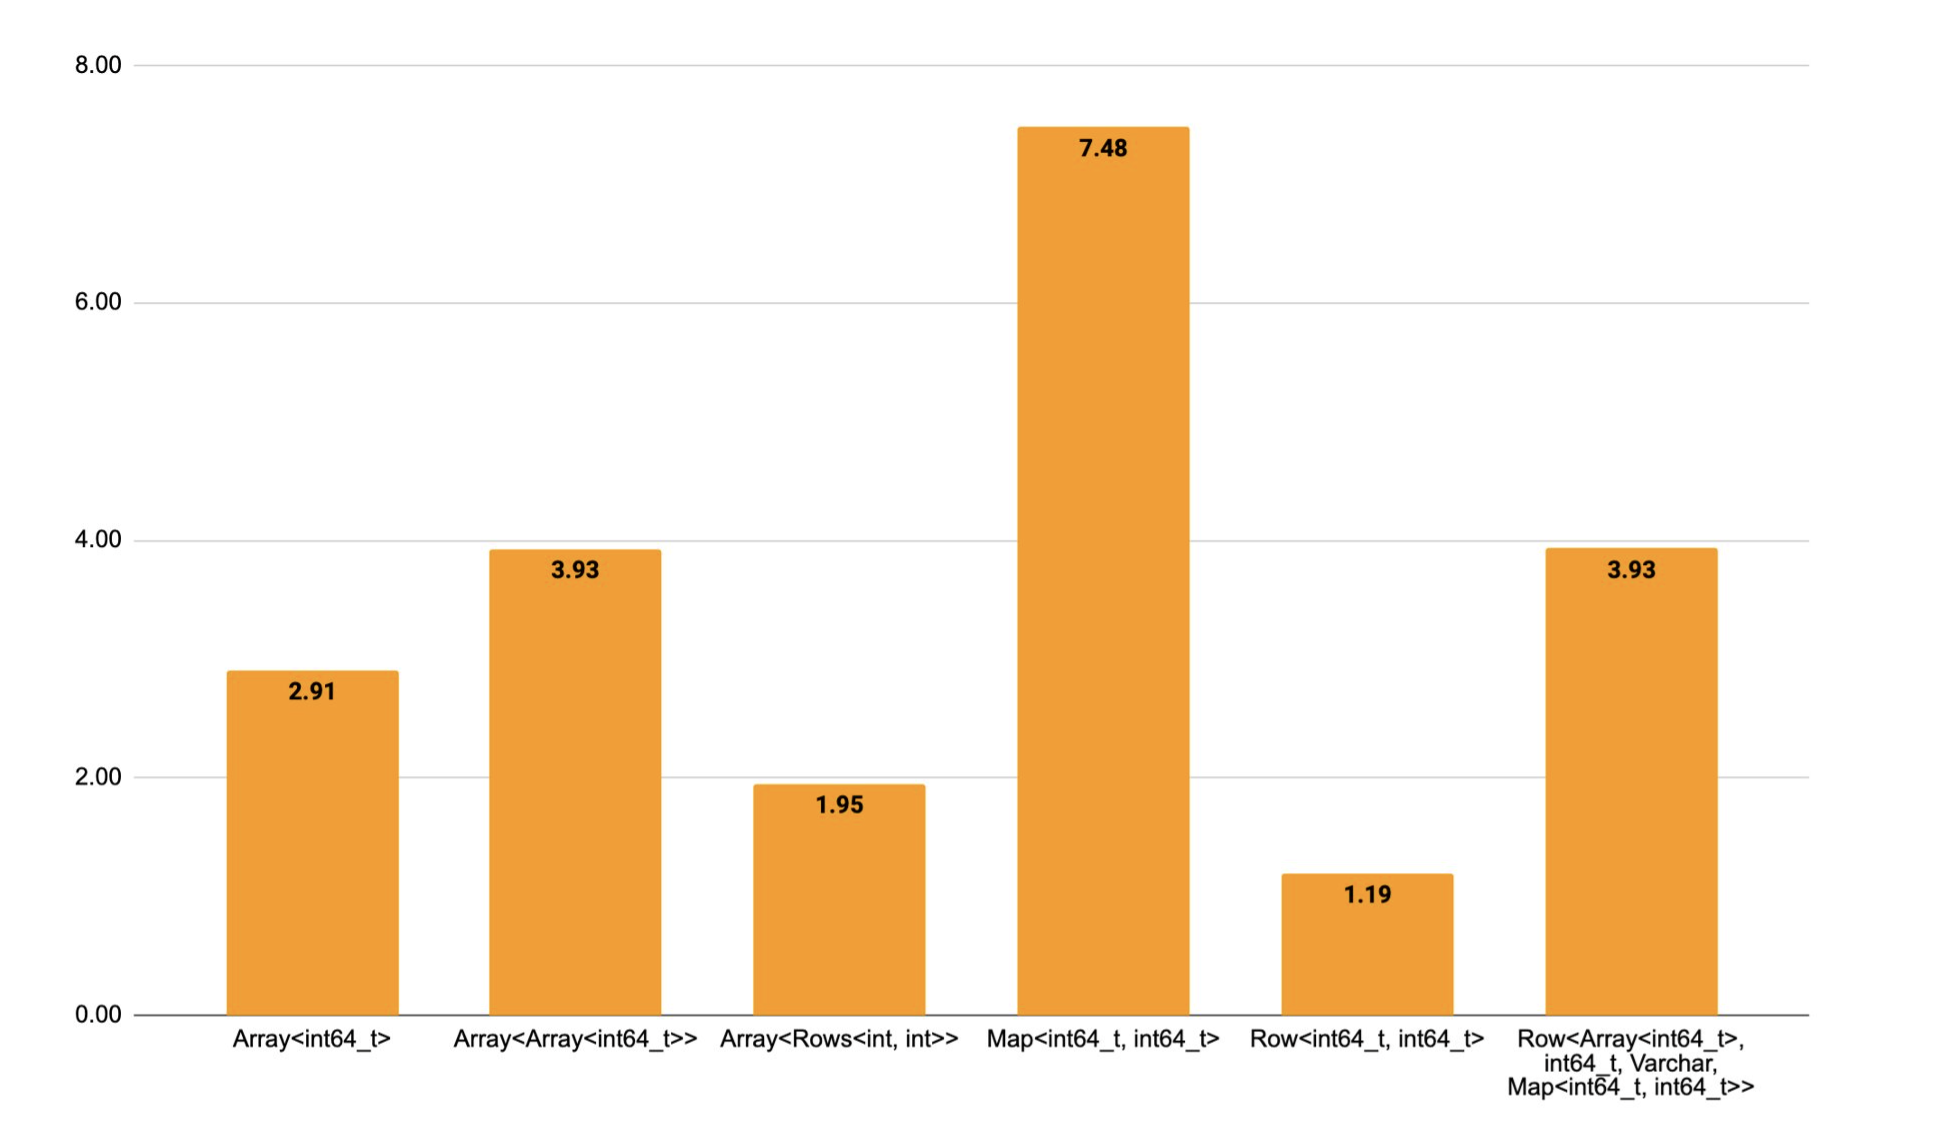 8.00
7.48
6.00
4.00
3.93
3.93
2.91
2.00
1.95
1.19
0.00
Array<int64_t>
Array<Array<int64_t>>
Array<Rows<int, int>>
Map<int64_t, int64_t>
Row<int64_t, int64_t>
Row<Array<int64_t>,
int64_t, Varchar,
Map<int64_t, int64_t>>